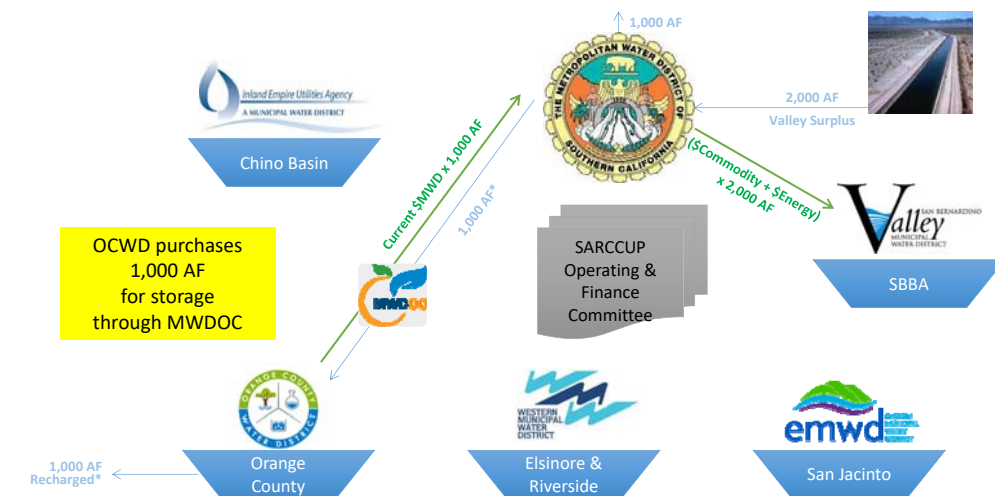 1,000 AF
Inland Empire Utilities Agency
A MUNICIPAL WATER DISTRICT
Chino Basin
THE METROPOLITAN WATER DISTRICT OF
SOUTHERN CALIFORNIA
2,000 AF
Valley Surplus
Current $MWD x 1,000 AF
1,000 AF*
($Commodity + $Energy)
x 2,000 AF
SAN BERNARDINO
Valley
MUNICIPAL
WATER DISTRICT
SBBA
OCWD purchases
1,000 AF
for storage
through MWDOC
MWDOC
SARCCUP
Operating &
Finance
Committee
ORANGE COUNTY
WATER DISTRICT
Orange
County
1,000 AF
Recharged*
WESTERN
MUNICIPAL
WATER
DISTRICT
Elsinore &
Riverside
emwd
San Jacinto